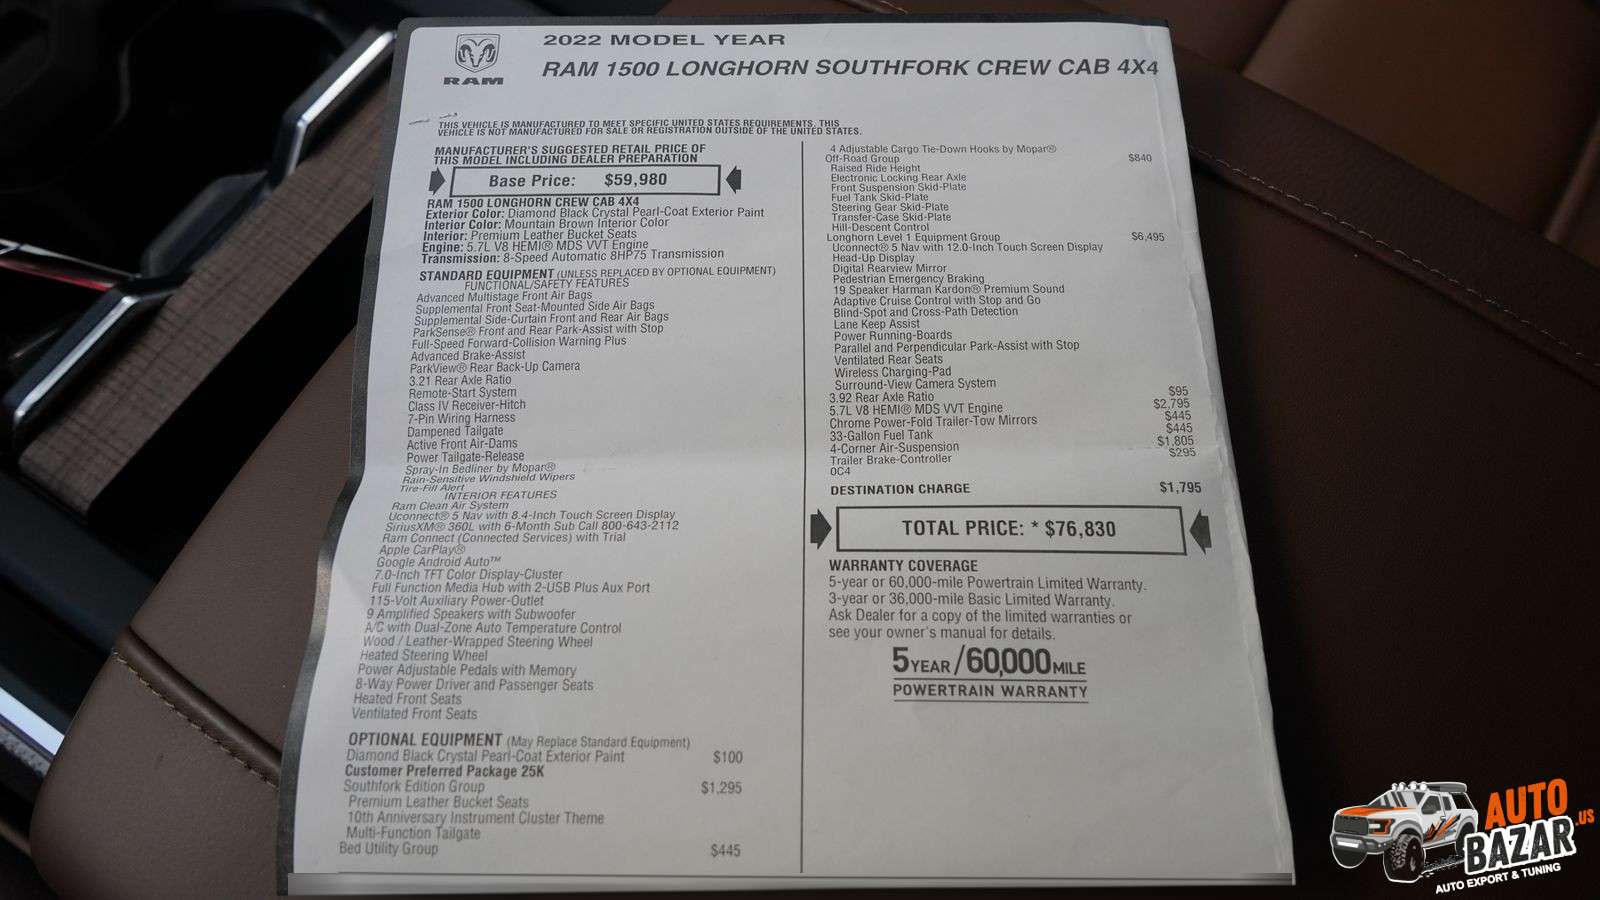 2022 MODEL YEAR
RAM 1500 LONGHORN SOUTHFORK CREW CAB 4X4
RAM
THIS VEHICLE IS MANUFACTURED TO MEET SPECIFIC UNITED STATES REQUIREMENTS. THIS
VEHICLE IS NOT MANUFACTURED FOR SALE OR REGISTRATION OUTSIDE OF THE UNITED STATES.
MANUFACTURER'S SUGGESTED RETAIL PRICE OF
THIS MODEL INCLUDING DEALER PREPARATION
Base Price: $59,980
RAM 1500 LONGHORN CREW CAB 4X4
Exterior Color: Diamond Black Crystal Pearl-Coat Exterior Paint
Interior Color: Mountain Brown Interior Color
Interior: Premium Leather Bucket Seats
Engine: 5.7L V8 HEMI® MDS VVT Engine
Transmission: 8-Speed Automatic 8HP75 Transmission
STANDARD EQUIPMENT (UNLESS REPLACED BY OPTIONAL EQUIPMENT)
FUNCTIONAL/SAFETY FEATURES
Advanced Multistage Front Air Bags
Supplemental Front Seat-Mounted Side Air Bags
Supplemental Side-Curtain Front and Rear Air Bags
ParkSense® Front and Rear Park-Assist with Stop
Full-Speed Forward-Collision Warning Plus
Advanced Brake-Assist
ParkView® Rear Back-Up Camera
3.21 Rear Axle Ratio
Remote-Start System
Class IV Receiver-Hitch
7-Pin Wiring Harness
Dampened Tailgate
Active Front Air-Dams
Power Tailgate-Release
Spray-In Bedliner by Mopar®
Rain-Sensitive Windshield Wipers
Tire-Fill Alert
INTERIOR FEATURES
Ram Clean Air System
Uconnect® 5 Nav with 8.4-Inch Touch Screen Display
SiriusXM® 360L with 6-Month Sub Call 800-643-2112
Ram Connect (Connected Services) with Trial
Apple CarPlay®
Google Android Auto™
7.0-Inch TFT Color Display-Cluster
Full Function Media Hub with 2-USB Plus Aux Port
115-Volt Auxiliary Power-Outlet
9 Amplified Speakers with Subwoofer
A/C with Dual-Zone Auto Temperature Control
Wood / Leather-Wrapped Steering Wheel
Heated Steering Wheel
Power Adjustable Pedals with Memory
8-Way Power Driver and Passenger Seats
Heated Front Seats
Ventilated Front Seats
OPTIONAL EQUIPMENT (May Replace Standard Equipment)
Diamond Black Crystal Pearl-Coat Exterior Paint $100
Customer Preferred Package 25K
Southfork Edition Group $1,295
Premium Leather Bucket Seats
10th Anniversary Instrument Cluster Theme
Multi-Function Tailgate
Bed Utility Group $445
4 Adjustable Cargo Tie-Down Hooks by Mopar®
Off-Road Group $840
Raised Ride Height
Electronic Locking Rear Axle
Front Suspension Skid-Plate
Fuel Tank Skid-Plate
Steering Gear Skid-Plate
Transfer-Case Skid-Plate
Hill-Descent Control
Longhorn Level 1 Equipment Group $6,495
Uconnect® 5 Nav with 12.0-Inch Touch Screen Display
Head-Up Display
Digital Rearview Mirror
Pedestrian Emergency Braking
19 Speaker Harman Kardon® Premium Sound
Adaptive Cruise Control with Stop and Go
Blind-Spot and Cross-Path Detection
Lane Keep Assist
Power Running-Boards
Parallel and Perpendicular Park-Assist with Stop
Ventilated Rear Seats
Wireless Charging-Pad
Surround-View Camera System
3.92 Rear Axle Ratio $95
5.7L V8 HEMI® MDS VVT Engine $2,795
Chrome Power-Fold Trailer-Tow Mirrors $445
33-Gallon Fuel Tank $445
4-Corner Air-Suspension $1,805
Trailer Brake-Controller $295
0C4
DESTINATION CHARGE $1,795
TOTAL PRICE: * $76,830
WARRANTY COVERAGE
5-year or 60,000-mile Powertrain Limited Warranty.
3-year or 36,000-mile Basic Limited Warranty.
Ask Dealer for a copy of the limited warranties or
see your owner's manual for details.
5 YEAR / 60,000 MILE
POWERTRAIN WARRANTY
AUTO
BAZAR.US
AUTO EXPORT & TUNING